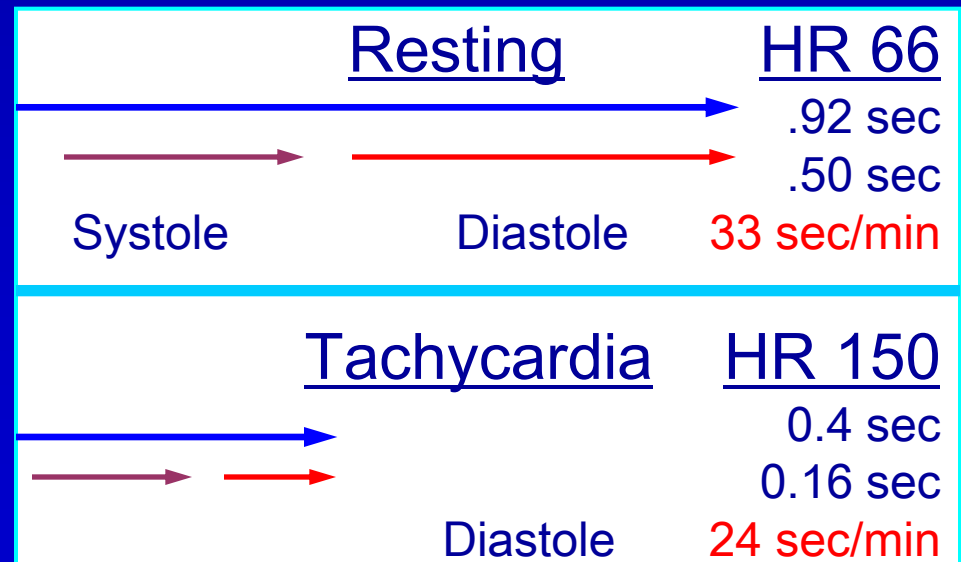 Resting HR 66
.92 sec
.50 sec
Systole Diastole 33 sec/min
Tachycardia HR 150
0.4 sec
0.16 sec
Diastole 24 sec/min